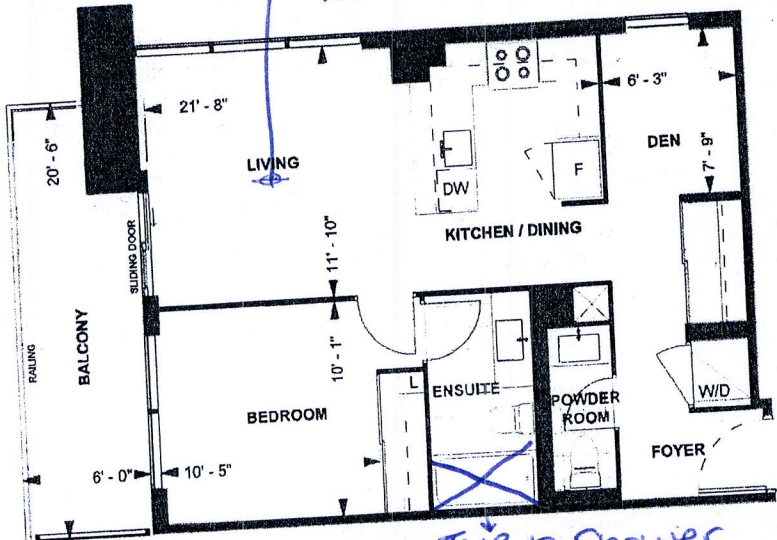 6' - 3"
21' - 8"
20' - 6"
LIVING
DEN
7' - 9"
DW
F
KITCHEN / DINING
SLIDING DOOR
11' - 10"
RAILING
BALCONY
10' - 1"
L
ENSUITE
W/D
BEDROOM
POWDER
ROOM
FOYER
6' - 0"
10' - 5"
Shower